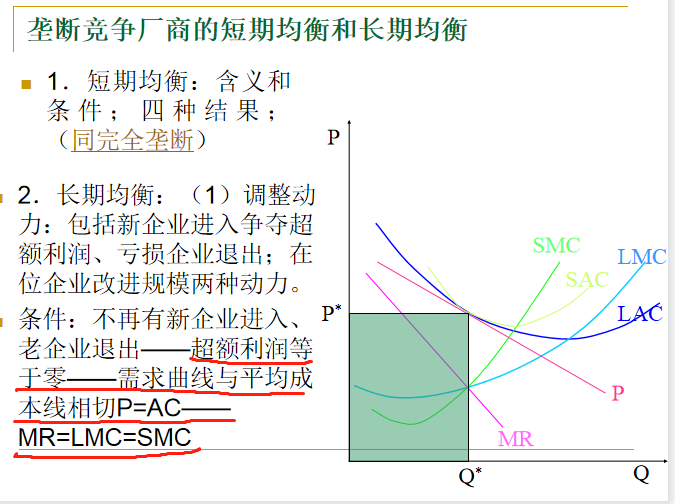 垄断竞争厂商的短期均衡和长期均衡
1．短期均衡：含义和
条件；四种结果；
（同完全垄断）
2．长期均衡：（1）调整动
力：包括新企业进入争夺超
额利润、亏损企业退出；在
位企业改进规模两种动力。
条件：不再有新企业进入、
老企业退出——超额利润等
于零——需求曲线与平均成
本线相切P=AC——
MR=LMC=SMC
P
SMC
LMC
SAC
P*
LAC
P
MR
Q*
Q